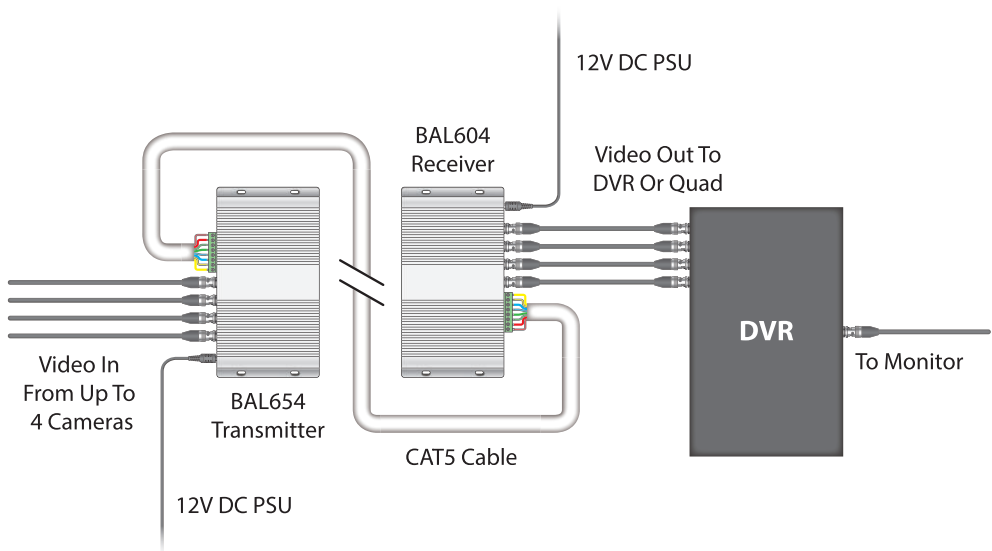 12V DC PSU
BAL604
Receiver
Video Out To
DVR Or Quad
DVR
To Monitor
Video In
From Up To
4 Cameras
BAL654
Transmitter
CAT5 Cable
12V DC PSU